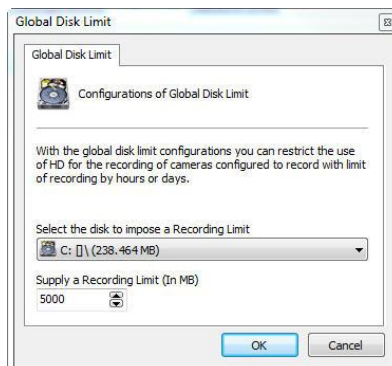 Global Disk Limit
Global Disk Limit
Configurations of Global Disk Limit
With the global disk limit configurations you can restrict the use
of HD for the recording of cameras configured to record with limit
of recording by hours or days.
Select the disk to impose a Recording Limit
C: []\ (238.464 MB)
Supply a Recording Limit (In MB)
5000
OK Cancel